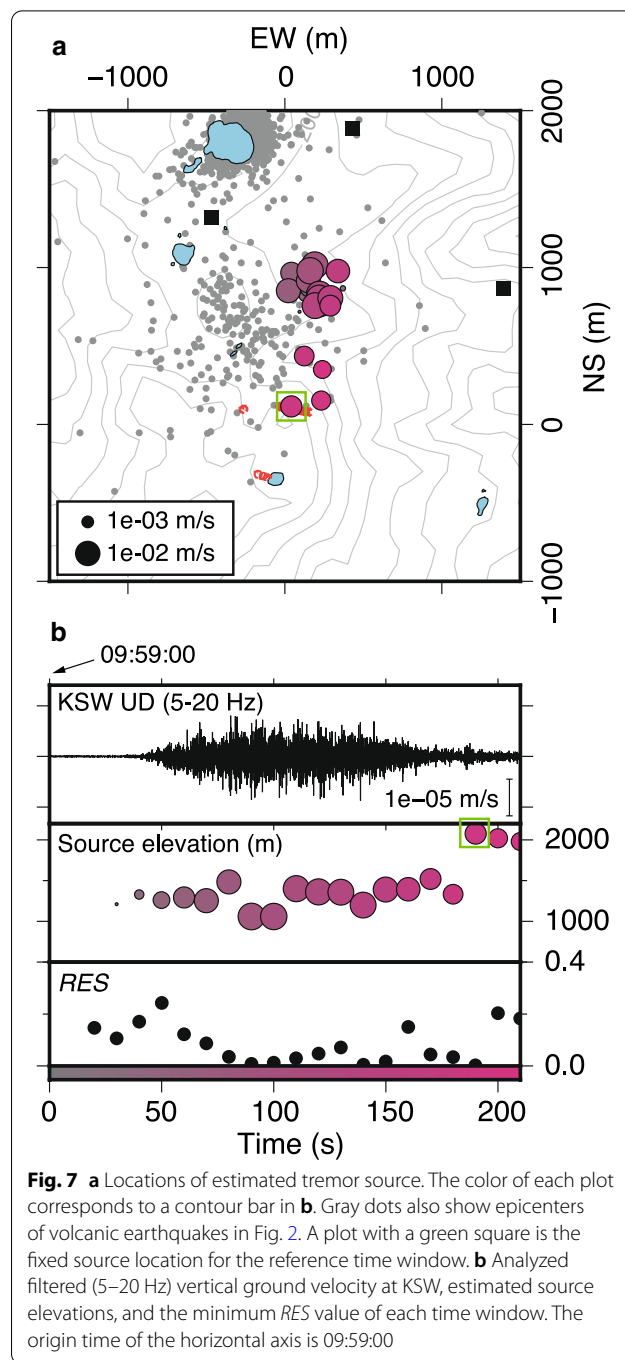 a
EW (m)
−1000 0 1000
2000
1000
0
−1000
NS (m)
1e-03 m/s
1e-02 m/s
b
09:59:00
KSW UD (5-20 Hz)
1e−05 m/s
Source elevation (m)
2000
1000
RES
0.4
0.0
0 50 100 150 200
Time (s)
Fig. 7 a Locations of estimated tremor source. The color of each plot
corresponds to a contour bar in b. Gray dots also show epicenters
of volcanic earthquakes in Fig. 2. A plot with a green square is the
fixed source location for the reference time window. b Analyzed
filtered (5–20 Hz) vertical ground velocity at KSW, estimated source
elevations, and the minimum RES value of each time window. The
origin time of the horizontal axis is 09:59:00